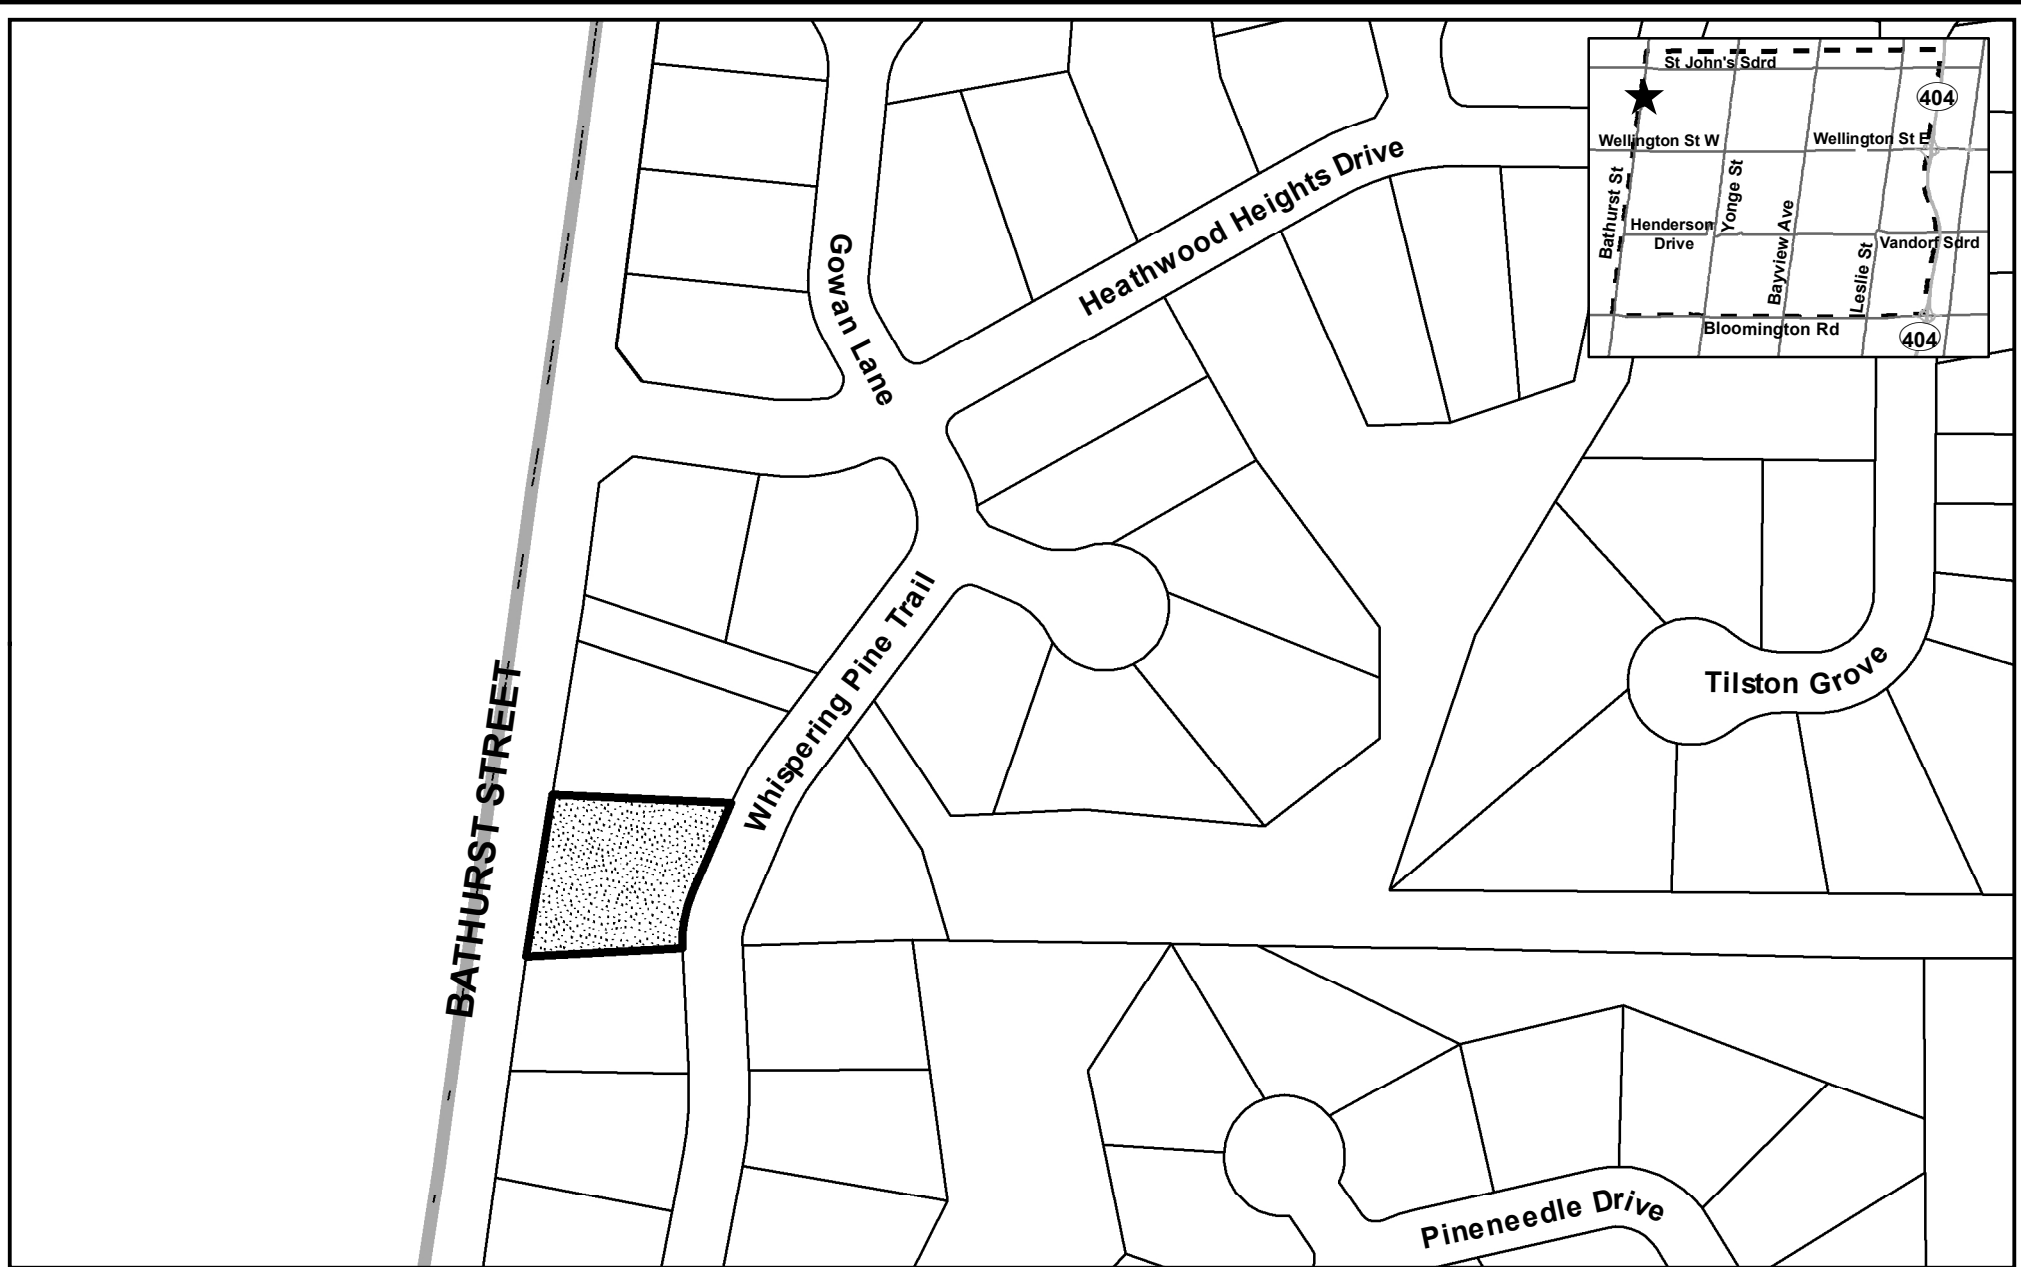 St John's Sdrd
404
Wellington St W
Wellington St E
Bathurst St
Yonge St
Henderson
Drive
Bayview Ave
Leslie St
Vandorf Sdrd
Bloomington Rd
404
Gowan Lane
Heathwood Heights Drive
Whispering Pine Trail
Tilston Grove
BATHURST STREET
Pineneedle Drive